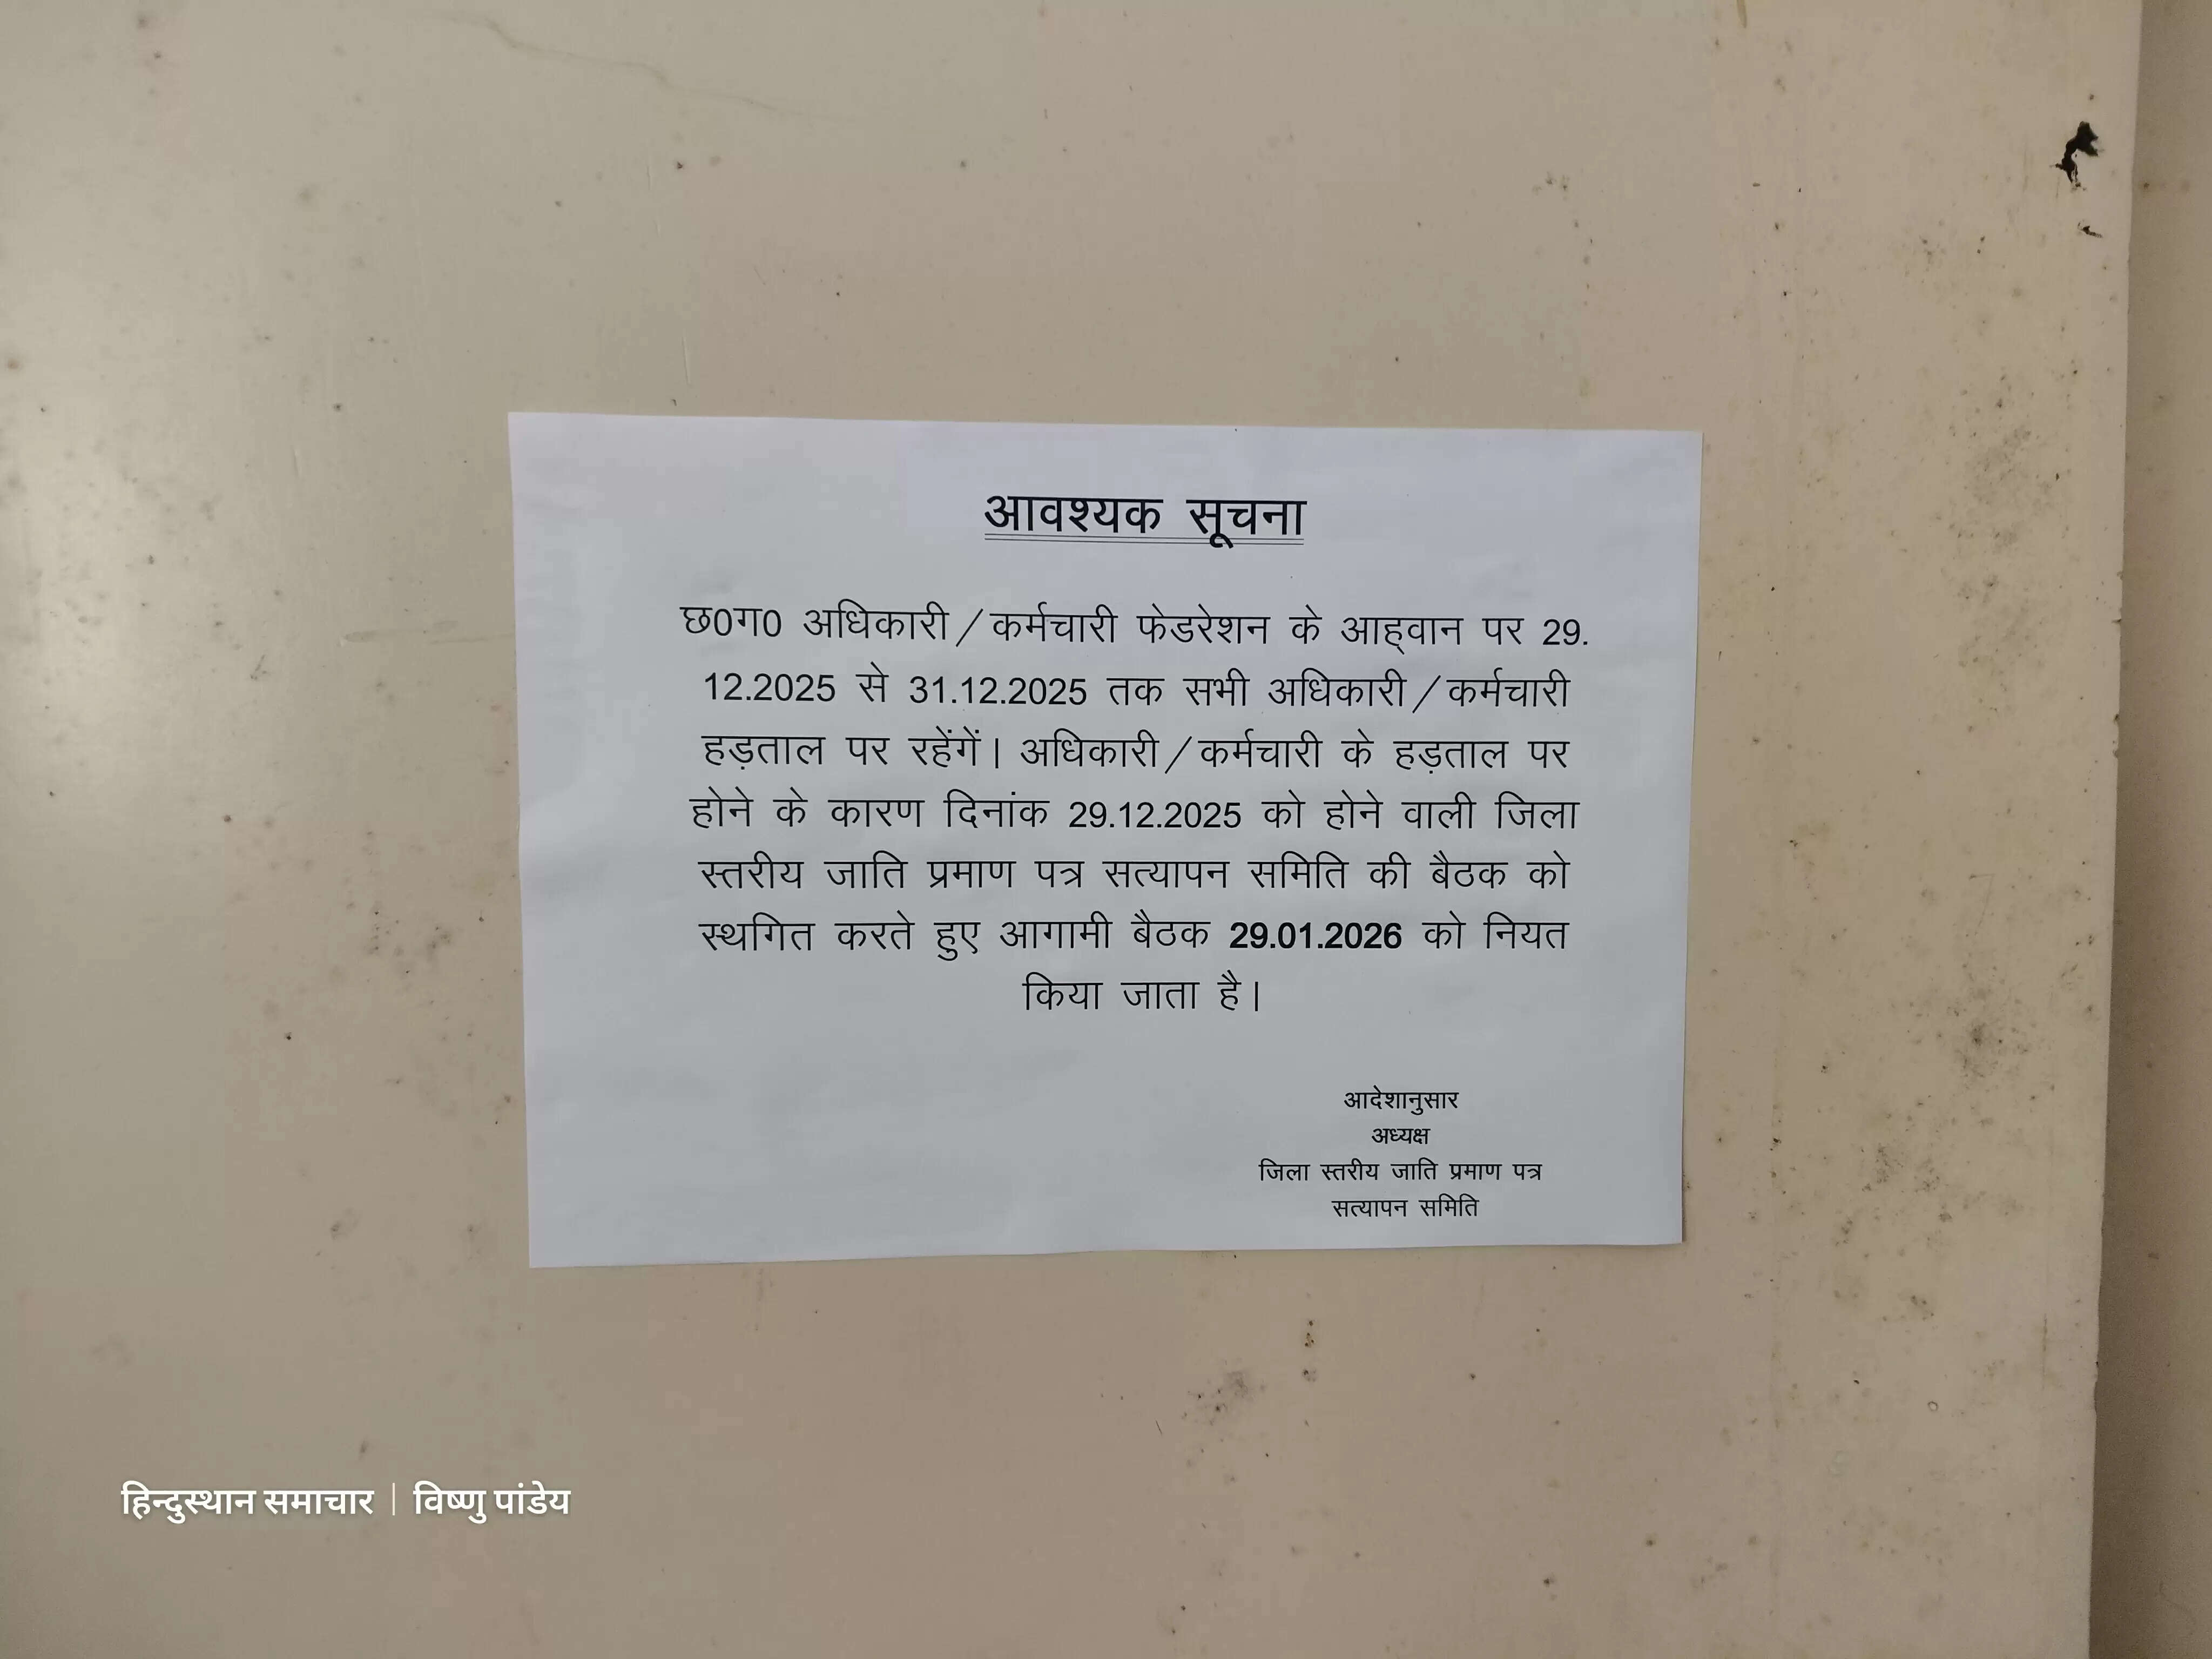 आवश्यक सूचना
छ0ग0 अधिकारी/कर्मचारी फेडरेशन के आह्वान पर 29.
12.2025 से 31.12.2025 तक सभी अधिकारी/कर्मचारी
हड़ताल पर रहेंगें। अधिकारी/कर्मचारी के हड़ताल पर
होने के कारण दिनांक 29.12.2025 को होने वाली जिला
स्तरीय जाति प्रमाण पत्र सत्यापन समिति की बैठक को
स्थगित करते हुए आगामी बैठक 29.01.2026 को नियत
किया जाता है।
आदेशानुसार
अध्यक्ष
जिला स्तरीय जाति प्रमाण पत्र
सत्यापन समिति
हिन्दुस्थान समाचार | विष्णु पांडेय